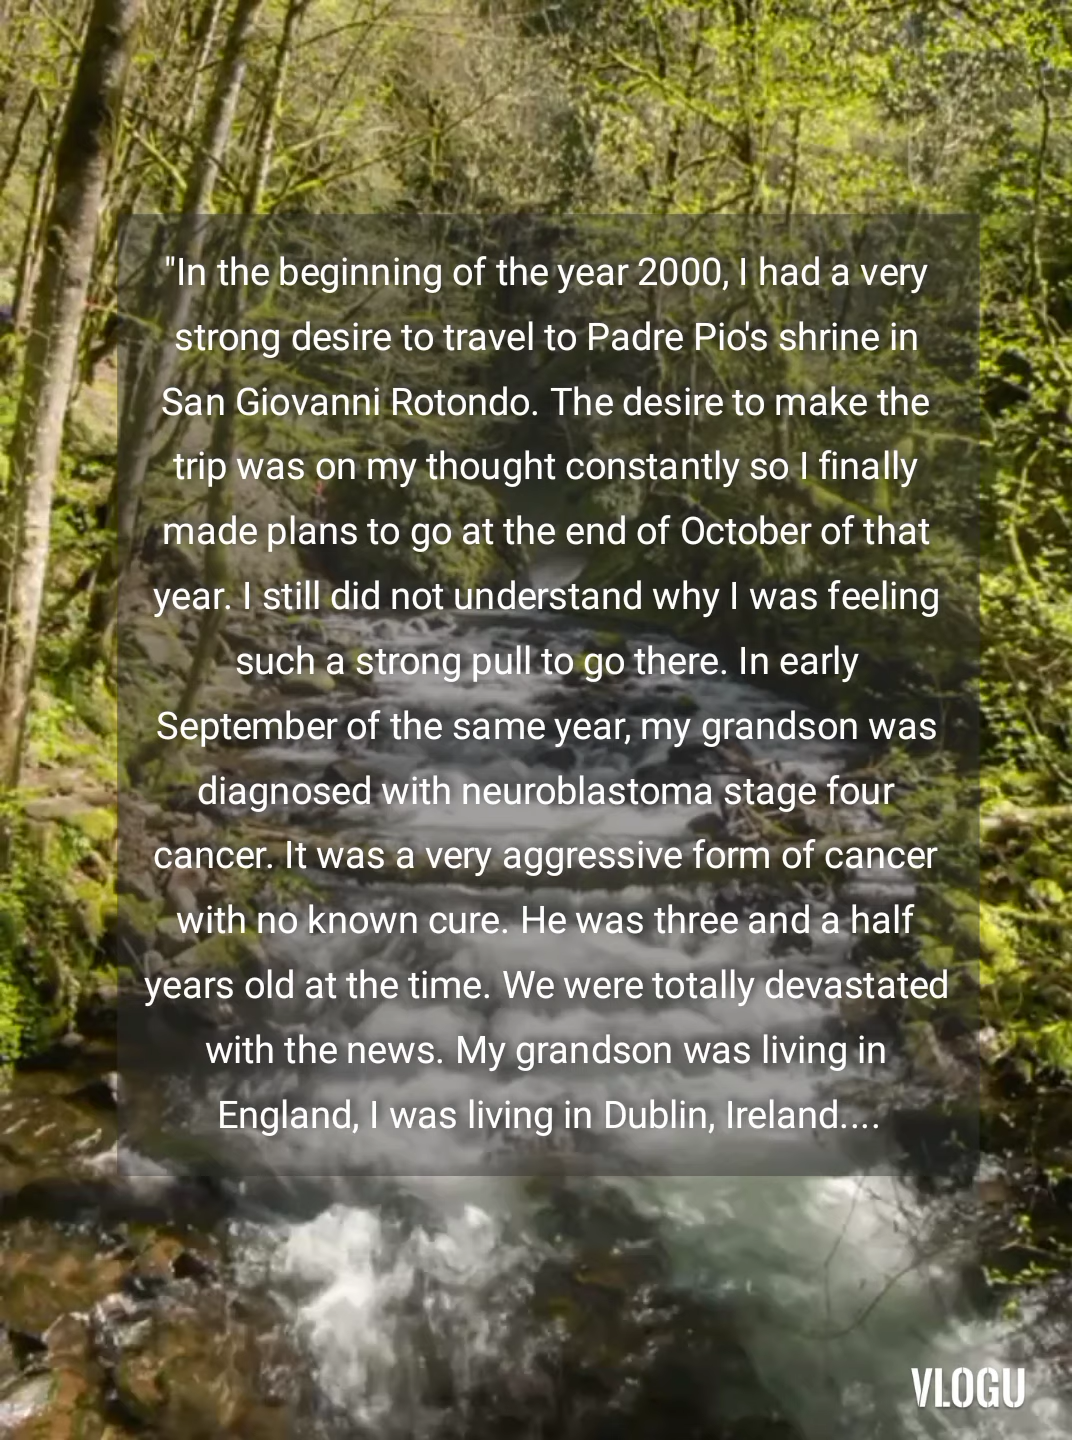 "In the beginning of the year 2000, I had a very
strong desire to travel to Padre Pio's shrine in
San Giovanni Rotondo. The desire to make the
trip was on my thought constantly so I finally
made plans to go at the end of October of that
year. I still did not understand why I was feeling
such a strong pull to go there. In early
September of the same year, my grandson was
diagnosed with neuroblastoma stage four
cancer. It was a very aggressive form of cancer
with no known cure. He was three and a half
years old at the time. We were totally devastated
with the news. My grandson was living in
England, I was living in Dublin, Ireland....
VLOGU